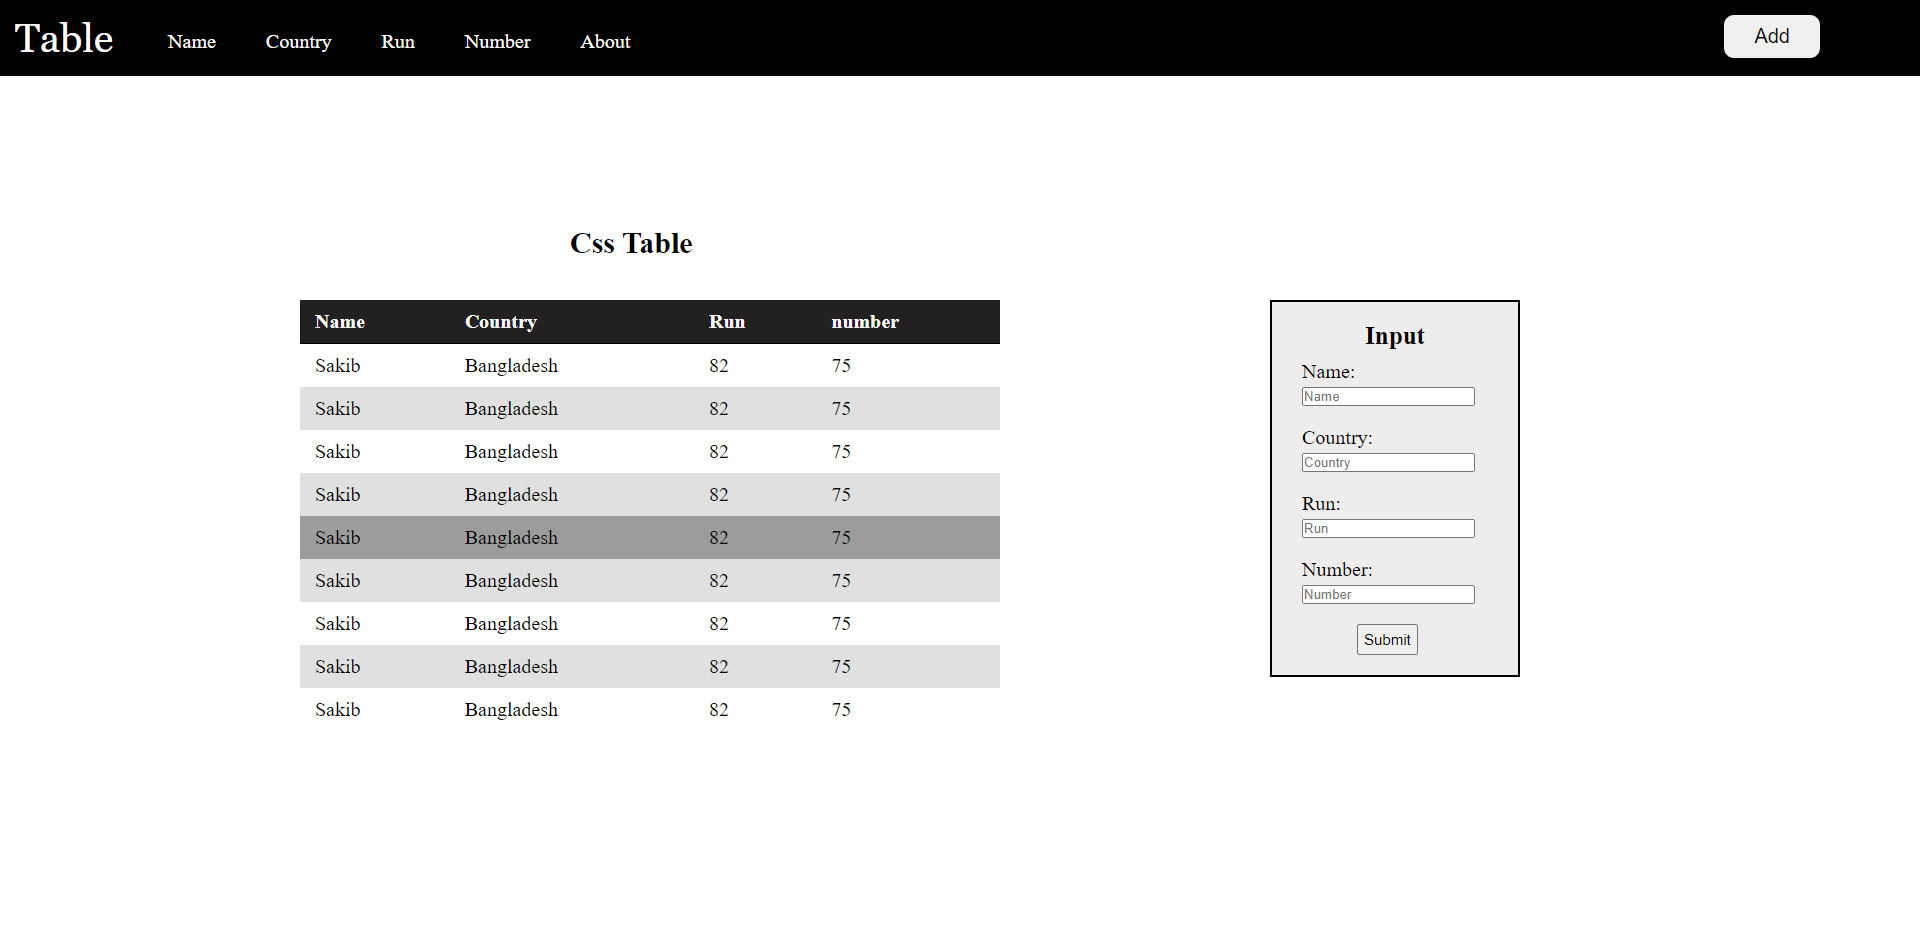 Table Name Country Run Number About Add
Css Table
Name Country Run number
Sakib Bangladesh 82 75
Sakib Bangladesh 82 75
Sakib Bangladesh 82 75
Sakib Bangladesh 82 75
Sakib Bangladesh 82 75
Sakib Bangladesh 82 75
Sakib Bangladesh 82 75
Sakib Bangladesh 82 75
Sakib Bangladesh 82 75
Input
Name:
Name
Country:
Country
Run:
Run
Number:
Number
Submit